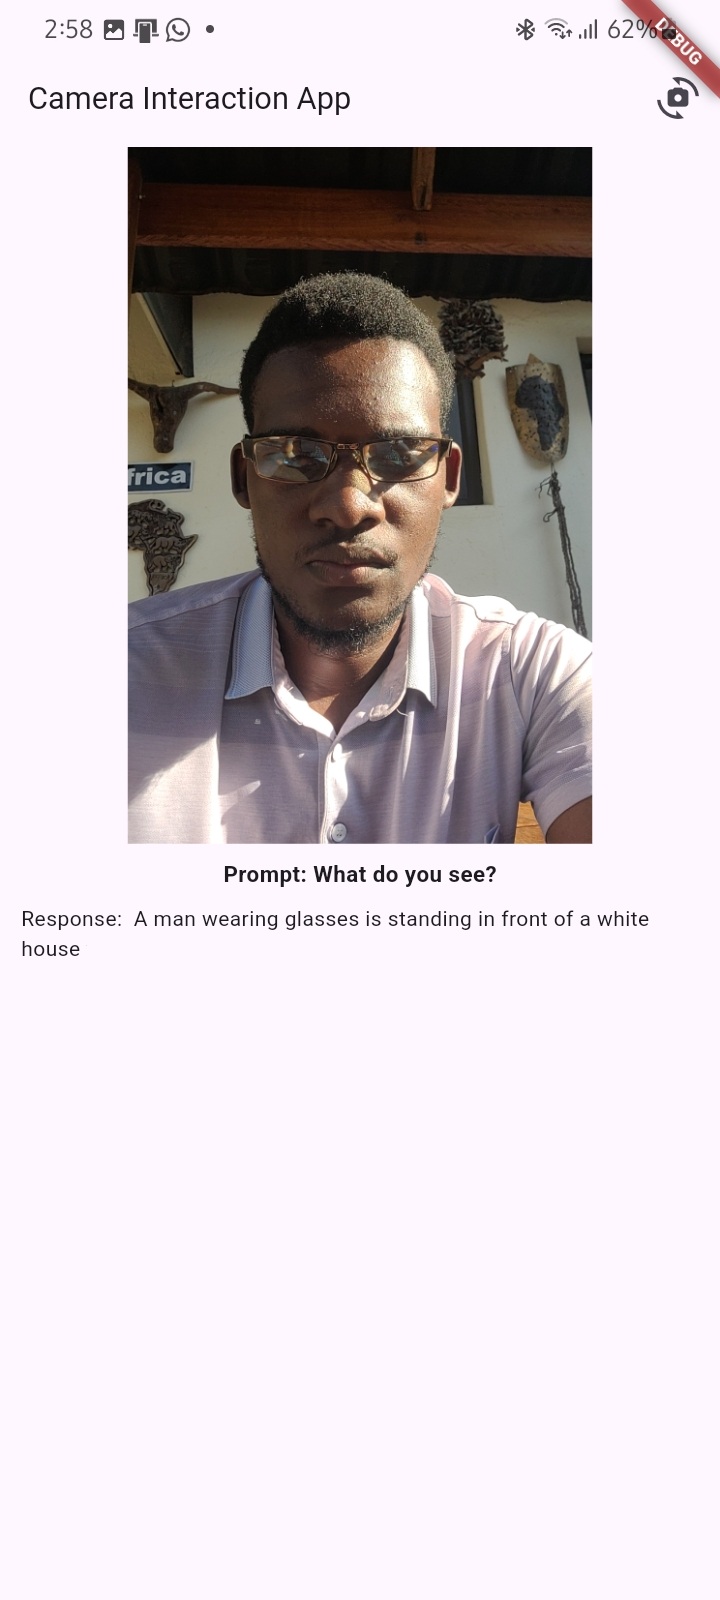 2:58
62%
DEBUG
Camera Interaction App
frica
Prompt: What do you see?
Response: A man wearing glasses is standing in front of a white
house